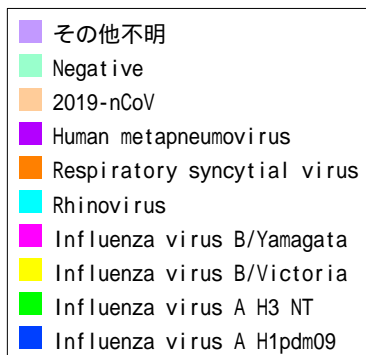 その他不明
Negative
2019-nCoV
Human metapneumovirus
Respiratory syncytial virus
Rhinovirus
Influenza virus B/Yamagata
Influenza virus B/Victoria
Influenza virus A H3 NT
Influenza virus A H1pdm09